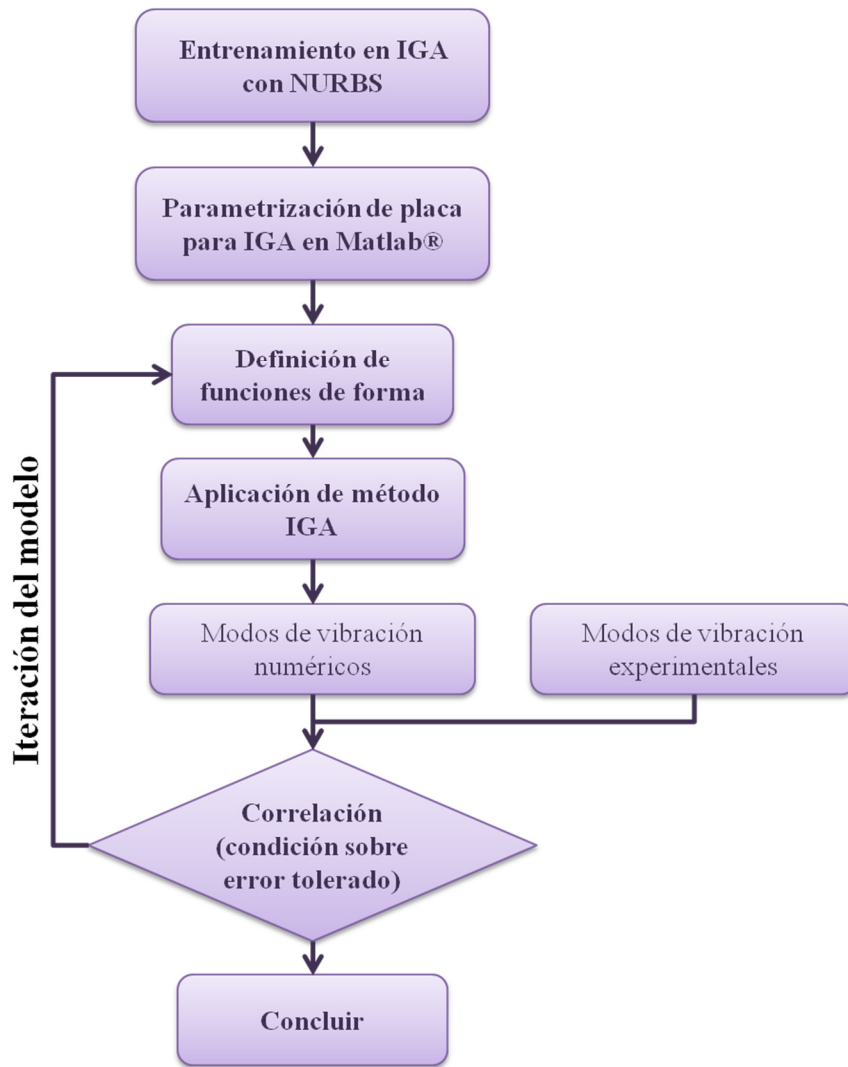 Entrenamiento en IGA
con NURBS
Parametrización de placa
para IGA en Matlab®
Definición de
funciones de forma
Aplicación de método
IGA
Iteración del modelo
Modos de vibración
numéricos
Modos de vibración
experimentales
Correlación
(condición sobre
error tolerado)
Concluir